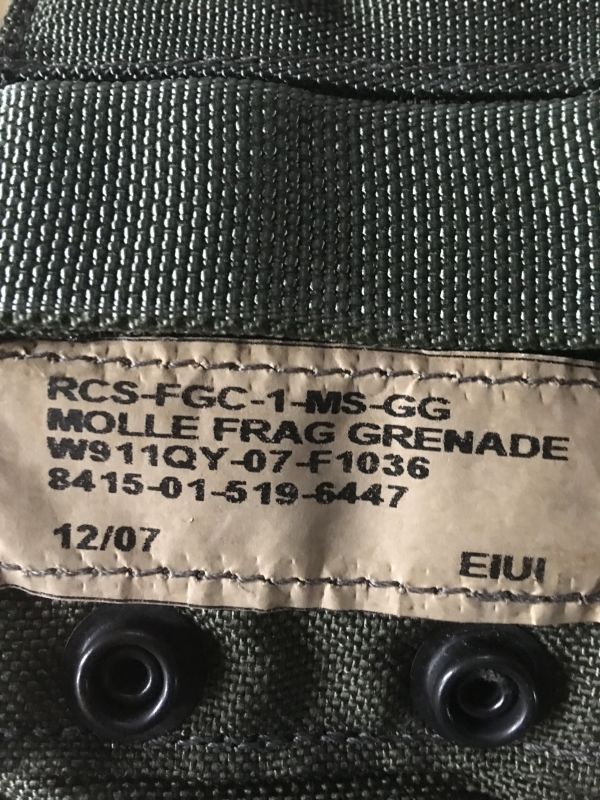 RCS-FGC-1-MS-GG
MOLLE FRAG GRENADE
W911QY-07-F1036
8415-01-519-6447
12/07
EIUI